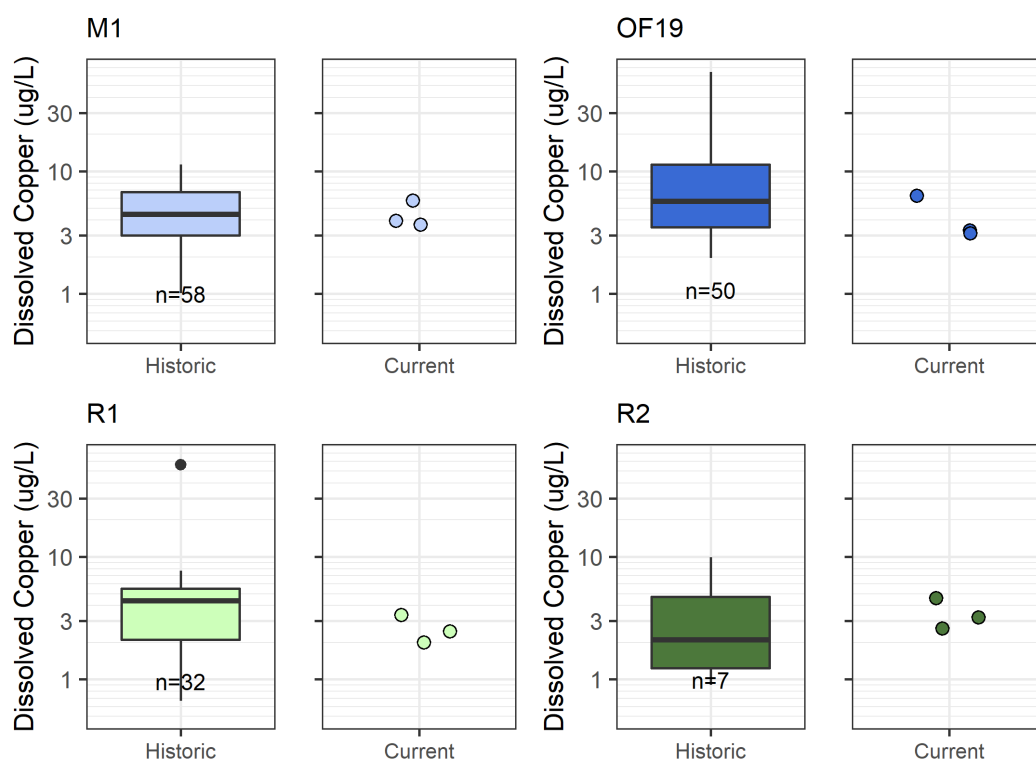 M1
OF19
Dissolved Copper (ug/L)
30
10
3
1
n=58
Historic
Current
Dissolved Copper (ug/L)
30
10
3
1
n=50
Historic
Current
R1
R2
Dissolved Copper (ug/L)
30
10
3
1
n=32
Historic
Current
Dissolved Copper (ug/L)
30
10
3
1
n=7
Historic
Current